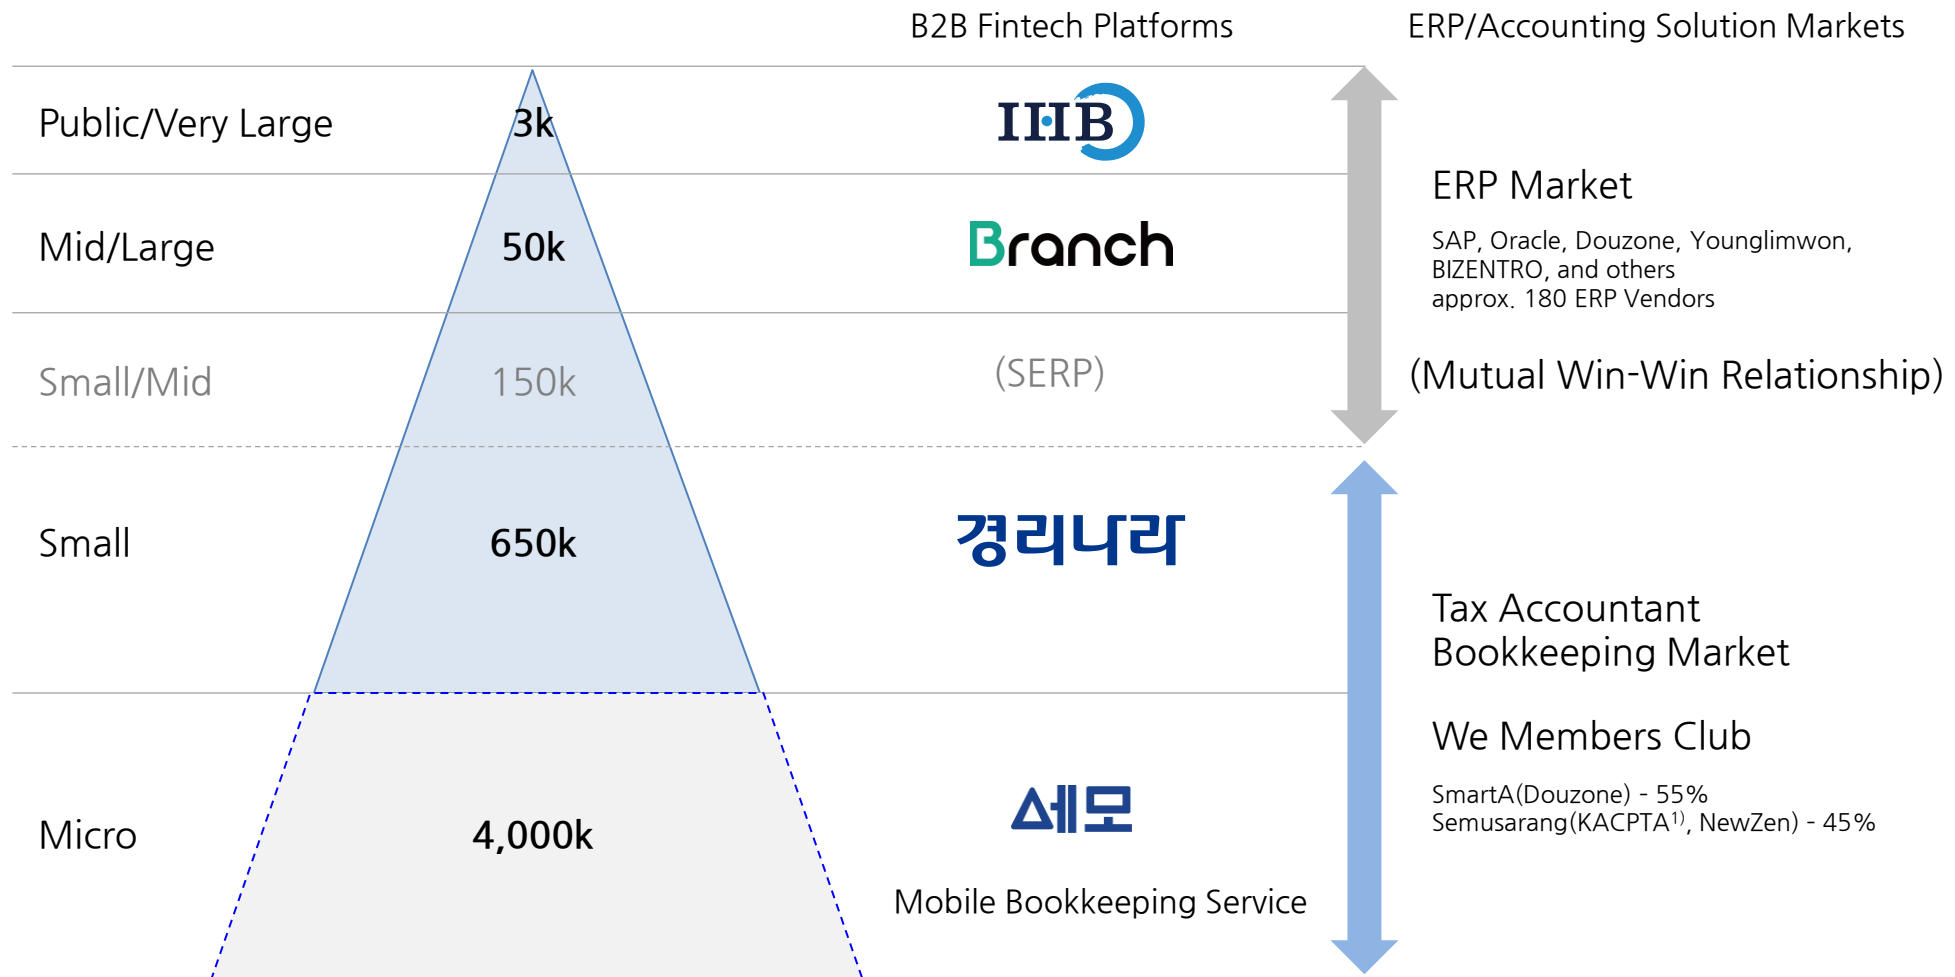 B2B Fintech Platforms
ERP/Accounting Solution Markets
Public/Very Large
3k
IHB
Mid/Large
50k
Branch
ERP Market
SAP, Oracle, Douzone, Younglimwon,
BIZENTRO, and others
approx. 180 ERP Vendors
Small/Mid
150k
(SERP)
(Mutual Win-Win Relationship)
Small
650k
경리나라
Tax Accountant
Bookkeeping Market
We Members Club
SmartA(Douzone) - 55%
Semusarang(KACPTA¹⁾, NewZen) - 45%
Micro
4,000k
세모
Mobile Bookkeeping Service